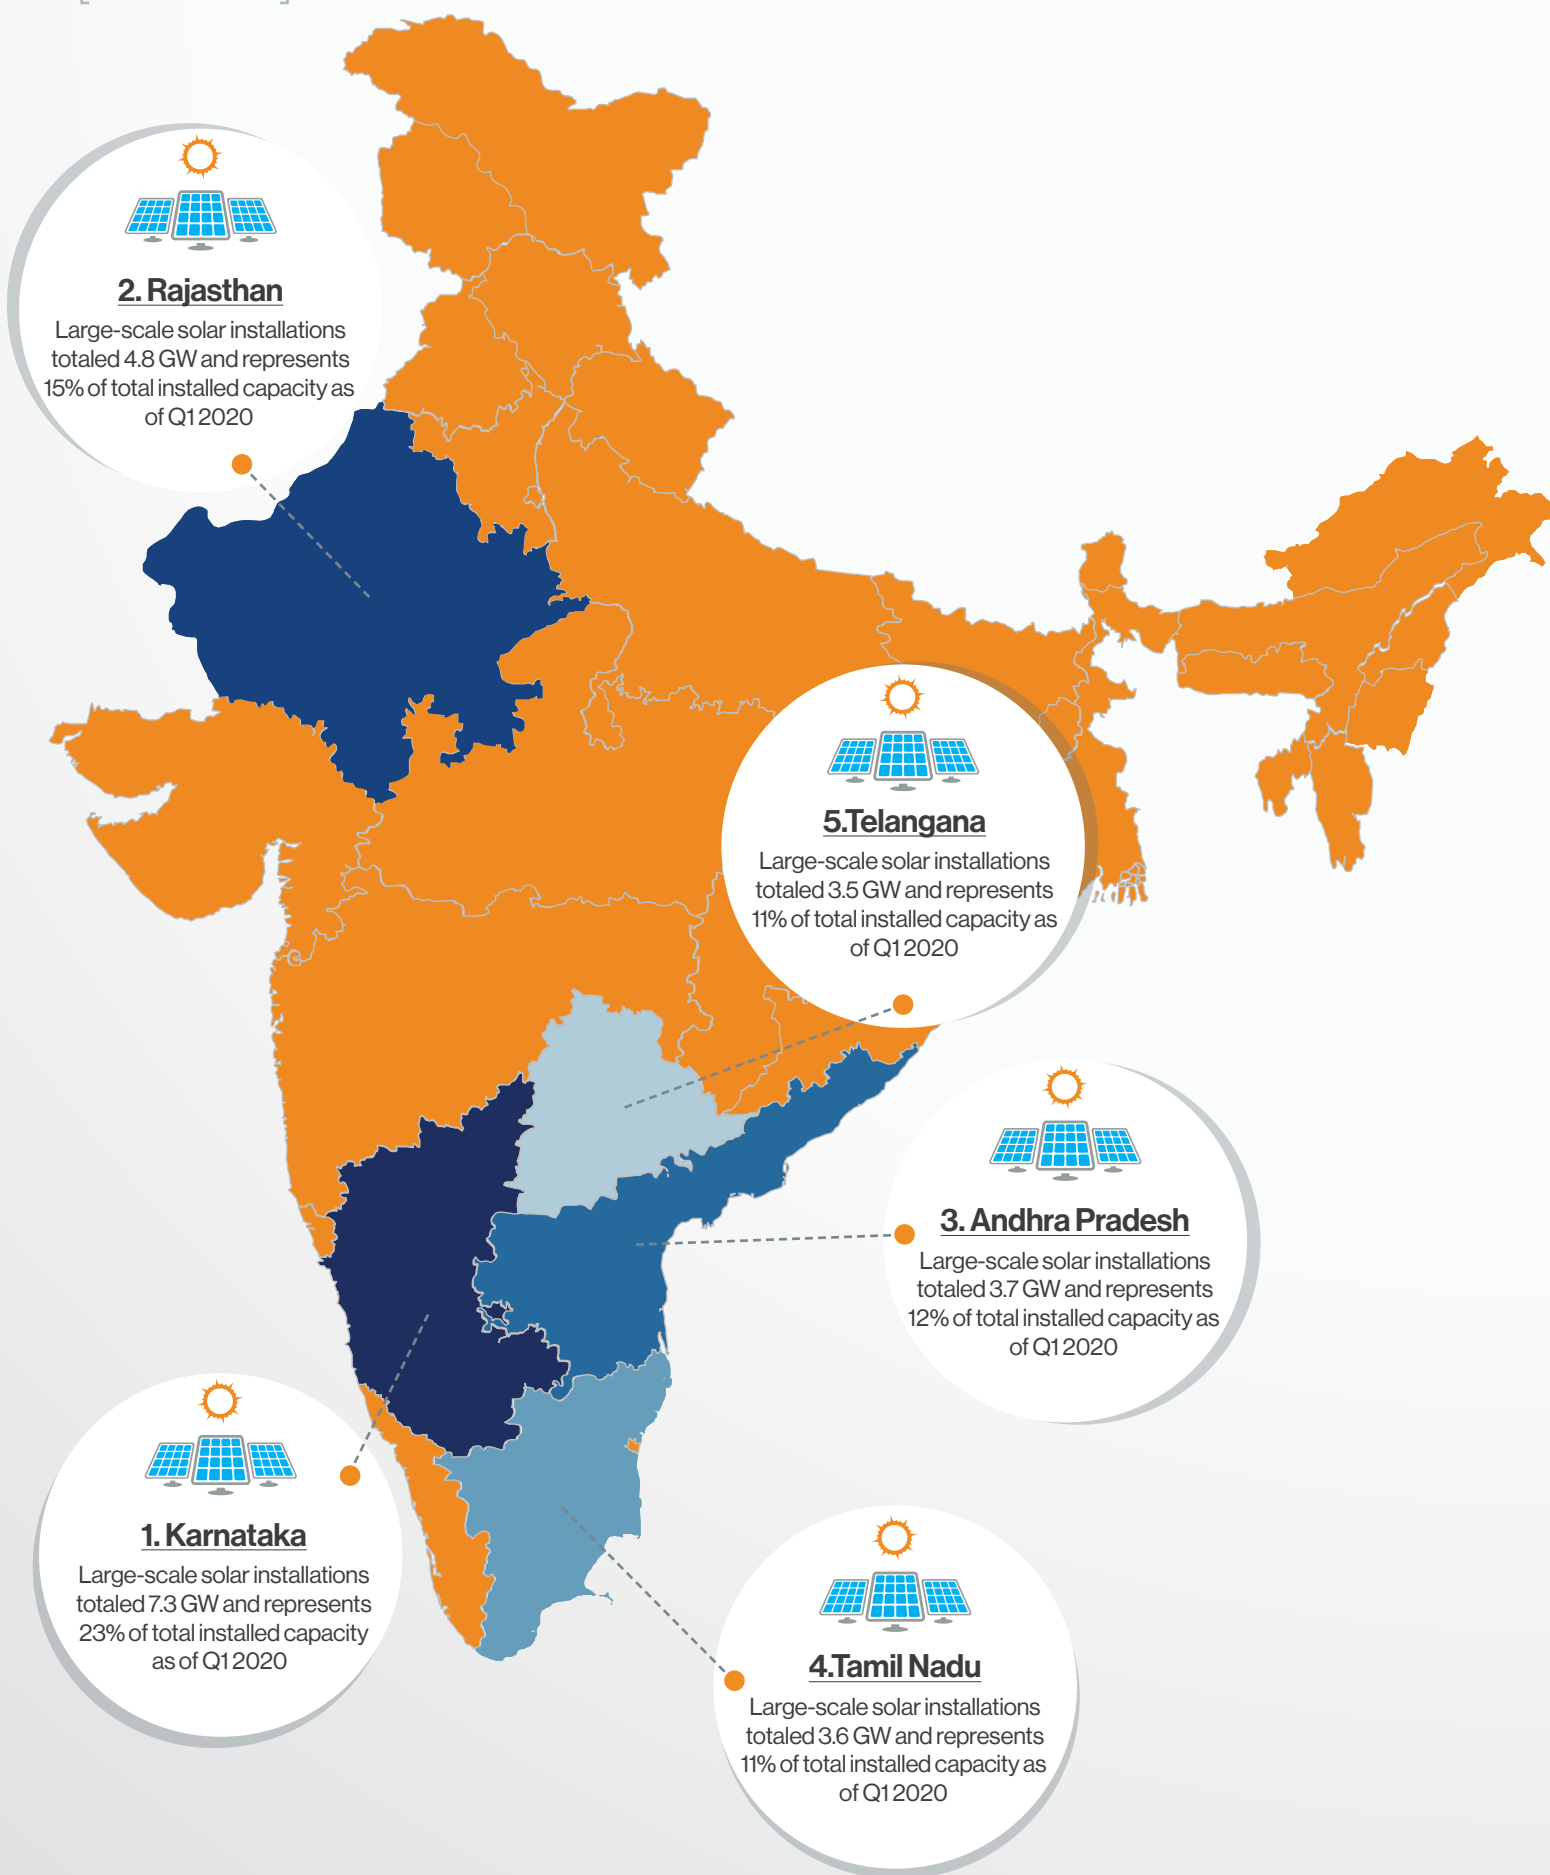 2. Rajasthan
Large-scale solar installations
totaled 4.8 GW and represents
15% of total installed capacity as
of Q1 2020
5.Telangana
Large-scale solar installations
totaled 3.5 GW and represents
11% of total installed capacity as
of Q1 2020
3. Andhra Pradesh
Large-scale solar installations
totaled 3.7 GW and represents
12% of total installed capacity as
of Q1 2020
1. Karnataka
Large-scale solar installations
totaled 7.3 GW and represents
23% of total installed capacity
as of Q1 2020
4.Tamil Nadu
Large-scale solar installations
totaled 3.6 GW and represents
11% of total installed capacity as
of Q1 2020